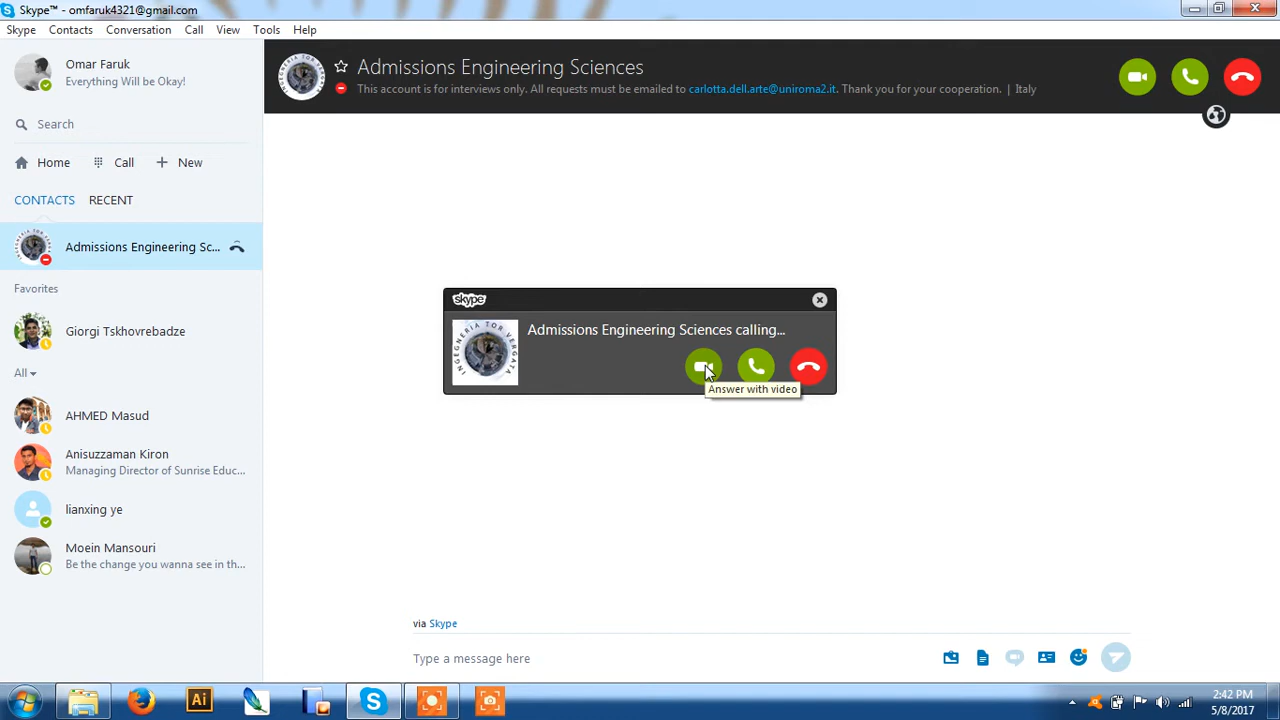 Skype™ - omfaruk4321@gmail.com
Skype Contacts Conversation Call View Tools Help
Omar Faruk
Everything Will be Okay!
Search
Home Call New
CONTACTS RECENT
Admissions Engineering Sc...
Favorites
Giorgi Tskhovrebadze
All
AHMED Masud
Anisuzzaman Kiron
Managing Director of Sunrise Educ...
lianxing ye
Moein Mansouri
Be the change you wanna see in th...
Admissions Engineering Sciences
This account is for interviews only. All requests must be emailed to carlotta.dell.arte@uniroma2.it. Thank you for your cooperation. | Italy
skype
Admissions Engineering Sciences calling...
INGEGNERIA TOR VERGATA
Answer with video
via Skype
Type a message here
Ai
2:42 PM
5/8/2017